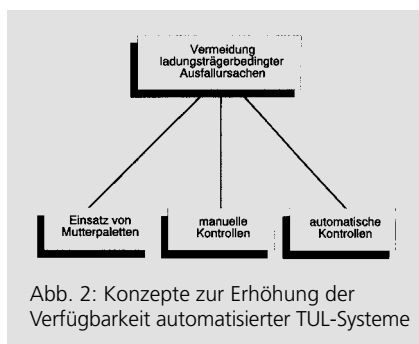 Vermeidung
ladungsträgerbedingter
Ausfallursachen
Einsatz von
Mutterpaletten
manuelle
Kontrollen
automatische
Kontrollen
Abb. 2: Konzepte zur Erhöhung der
Verfügbarkeit automatisierter TUL-Systeme